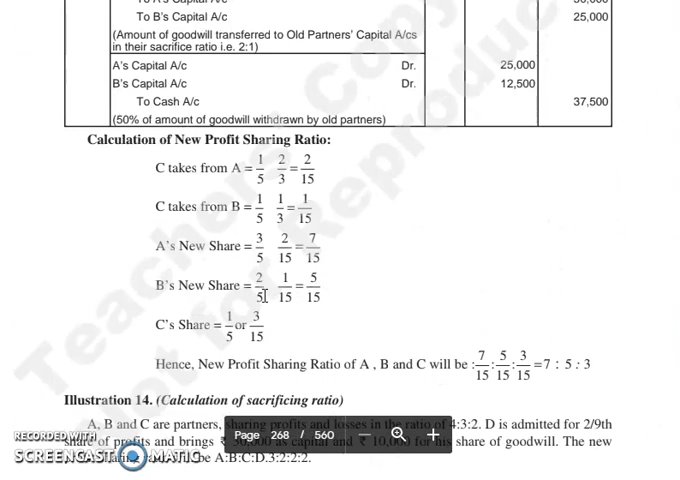 To B's Capital A/c 25,000
(Amount of goodwill transferred to Old Partners' Capital A/cs
in their sacrifice ratio i.e. 2:1)
A's Capital A/c Dr. 25,000
B's Capital A/c Dr. 12,500
To Cash A/c 37,500
(50% of amount of goodwill withdrawn by old partners)
Calculation of New Profit Sharing Ratio:
C takes from A = 1/5 2/3 = 2/15
C takes from B = 1/5 1/3 = 1/15
A's New Share = 3/5 2/15 = 7/15
B's New Share = 2/5 1/15 = 5/15
C's Share = 1/5 or 3/15
Hence, New Profit Sharing Ratio of A , B and C will be : 7/15 : 5/15 : 3/15 = 7 : 5 : 3
Illustration 14. (Calculation of sacrificing ratio)
A, B and C are partners, sharing profits and losses in the ratio of 4:3:2. D is admitted for 2/9th
share of profits and brings ₹ as capital and ₹ 10,000 for his share of goodwill. The new
be A:B:C:D.3:2:2:2.
Page 268 / 560
RECORDED WITH
SCREENCAST MATIC
Teachers Copy
Not for Reproduc